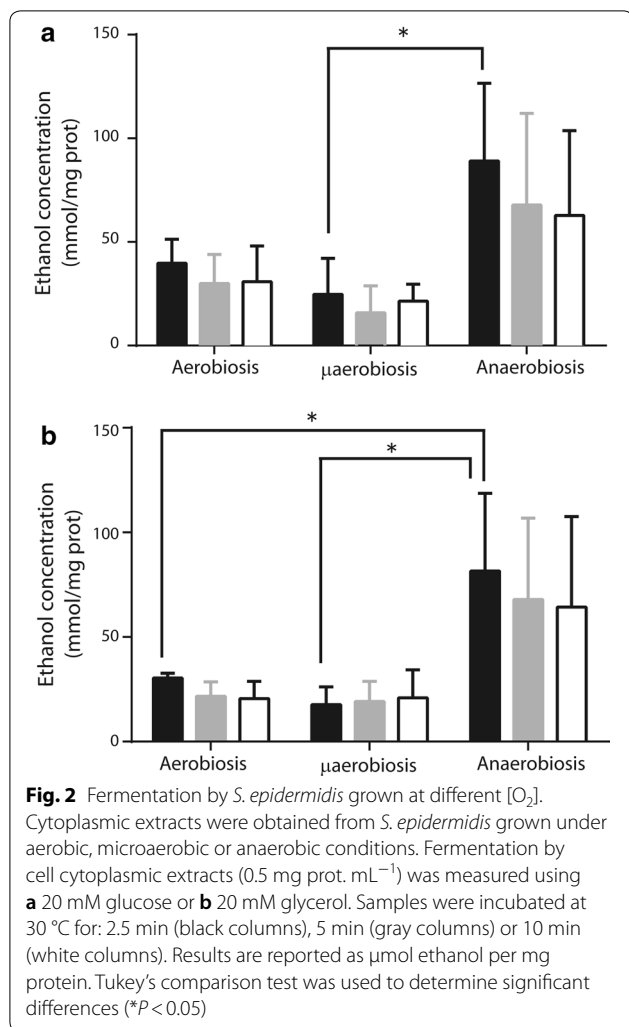 a
*
150
100
50
0
Ethanol concentration
(mmol/mg prot)
Aerobiosis μaerobiosis Anaerobiosis
b
*
*
150
100
50
0
Ethanol concentration
(mmol/mg prot)
Aerobiosis μaerobiosis Anaerobiosis
Fig. 2 Fermentation by S. epidermidis grown at different [O₂].
Cytoplasmic extracts were obtained from S. epidermidis grown under
aerobic, microaerobic or anaerobic conditions. Fermentation by
cell cytoplasmic extracts (0.5 mg prot. mL⁻¹) was measured using
a 20 mM glucose or b 20 mM glycerol. Samples were incubated at
30 °C for: 2.5 min (black columns), 5 min (gray columns) or 10 min
(white columns). Results are reported as μmol ethanol per mg
protein. Tukey's comparison test was used to determine significant
differences (*P < 0.05)